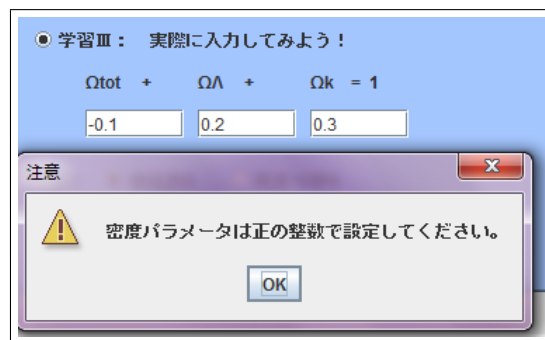 学習Ⅲ： 実際に入力してみよう！
Ωtot + ΩΛ + Ωk = 1
-0.1 0.2 0.3
注意
密度パラメータは正の整数で設定してください。
OK